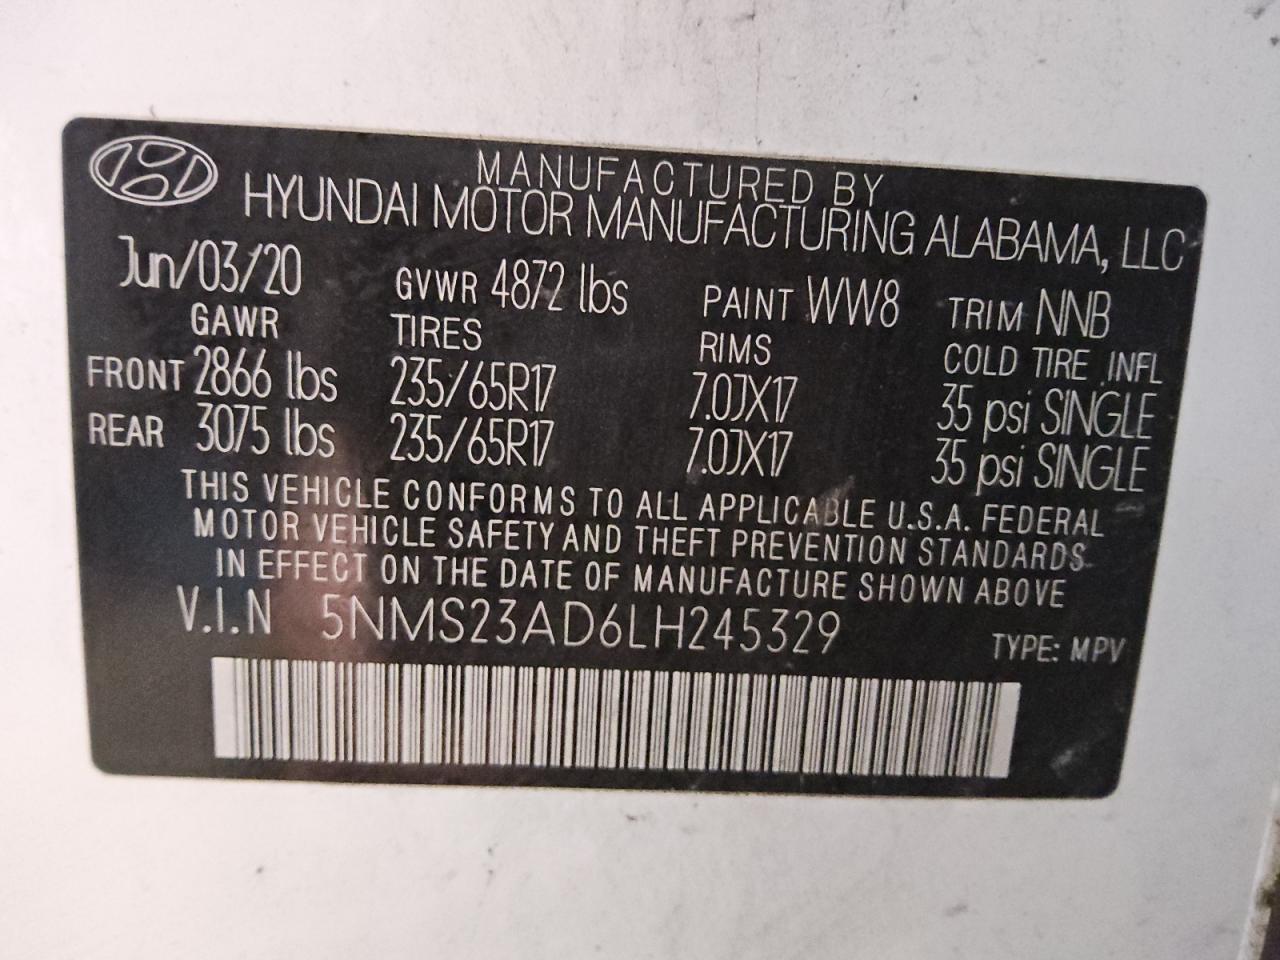 MANUFACTURED BY
HYUNDAI MOTOR MANUFACTURING ALABAMA, LLC
Jun/03/20 GVWR 4872 lbs PAINT WW8 TRIM NNB
GAWR TIRES RIMS COLD TIRE INFL
FRONT 2866 lbs 235/65R17 7.0JX17 35 psi SINGLE
REAR 3075 lbs 235/65R17 7.0JX17 35 psi SINGLE
THIS VEHICLE CONFORMS TO ALL APPLICABLE U.S.A. FEDERAL
MOTOR VEHICLE SAFETY AND THEFT PREVENTION STANDARDS
IN EFFECT ON THE DATE OF MANUFACTURE SHOWN ABOVE
V.I.N 5NMS23AD6LH245329 TYPE: MPV